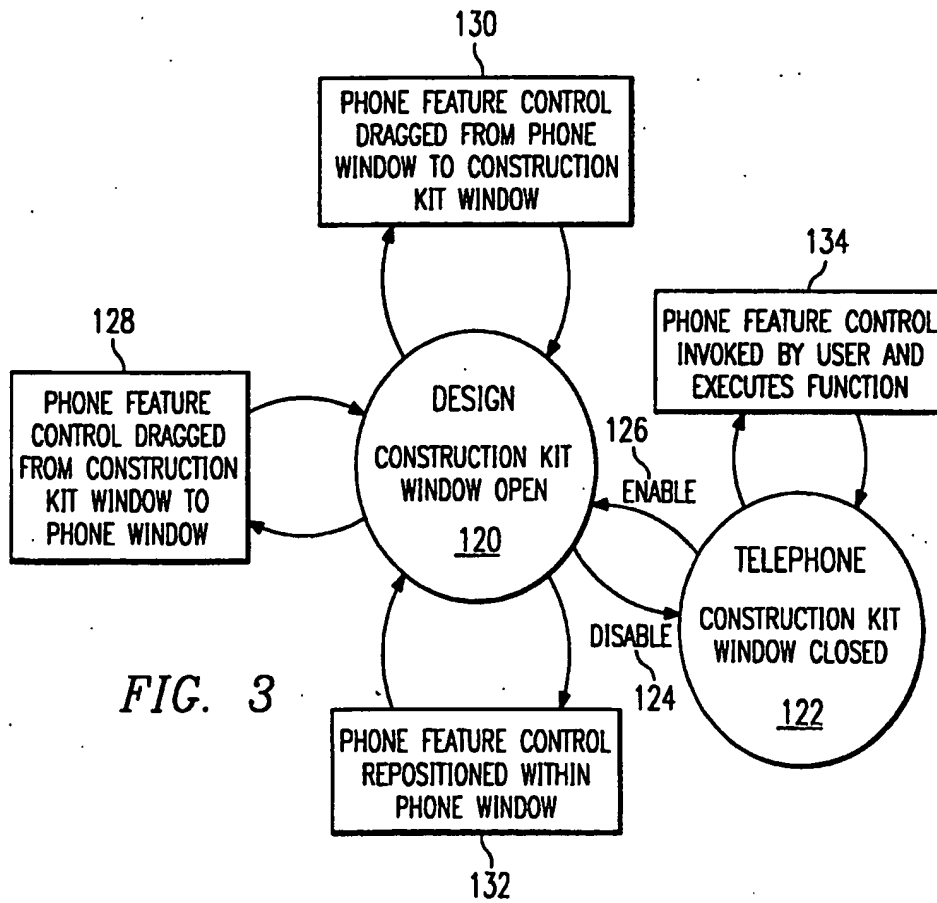 130
PHONE FEATURE CONTROL
DRAGGED FROM PHONE
WINDOW TO CONSTRUCTION
KIT WINDOW
134
PHONE FEATURE CONTROL
INVOKED BY USER AND
EXECUTES FUNCTION
128
PHONE FEATURE
CONTROL DRAGGED
FROM CONSTRUCTION
KIT WINDOW TO
PHONE WINDOW
DESIGN
CONSTRUCTION KIT
WINDOW OPEN
120
126
ENABLE
DISABLE
124
TELEPHONE
CONSTRUCTION KIT
WINDOW CLOSED
122
FIG. 3
PHONE FEATURE CONTROL
REPOSITIONED WITHIN
PHONE WINDOW
132